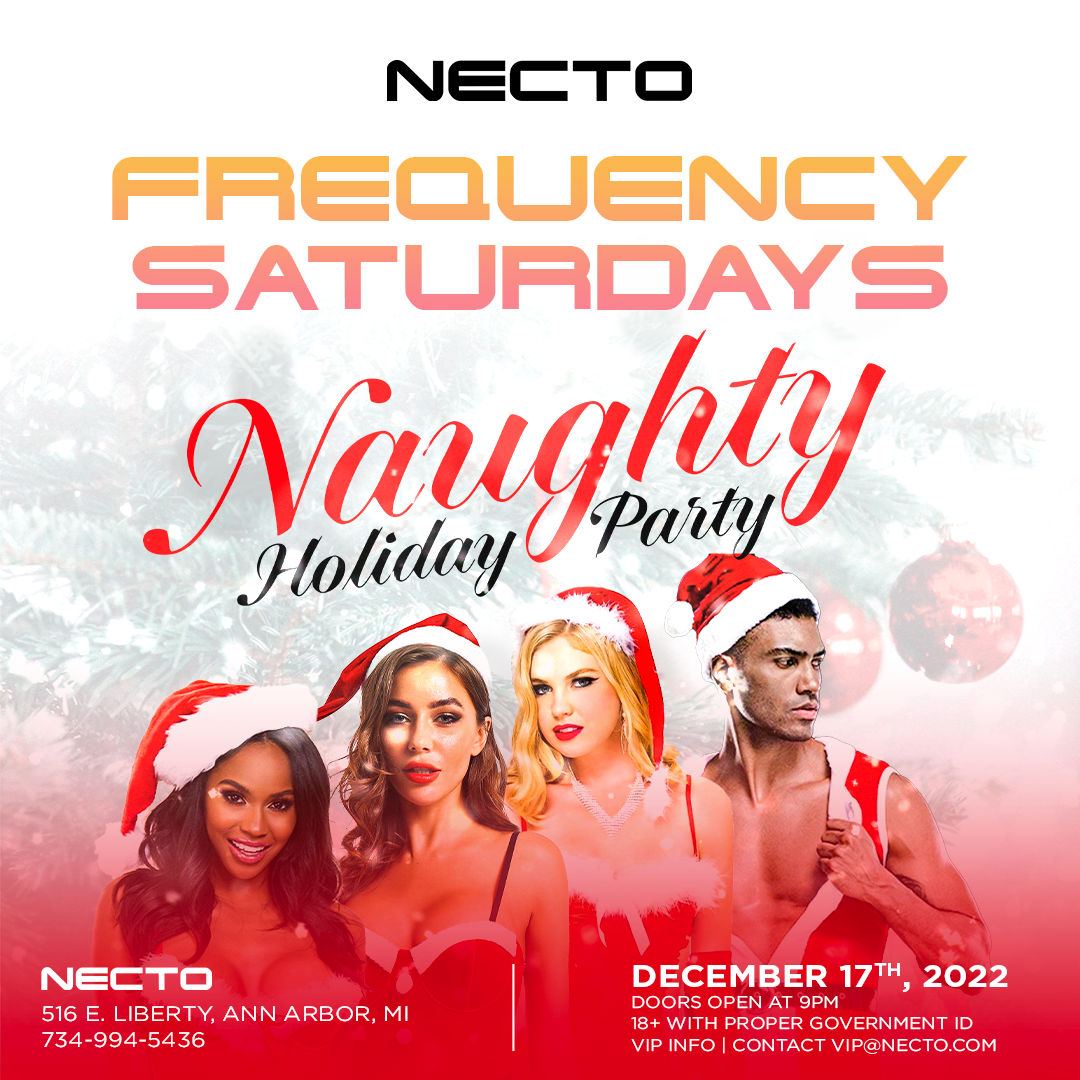 NECTO
FREQUENCY
SATURDAYS
Naughty
Holiday Party
NECTO
516 E. LIBERTY, ANN ARBOR, MI
734-994-5436
DECEMBER 17TH, 2022
DOORS OPEN AT 9PM
18+ WITH PROPER GOVERNMENT ID
VIP INFO | CONTACT VIP@NECTO.COM